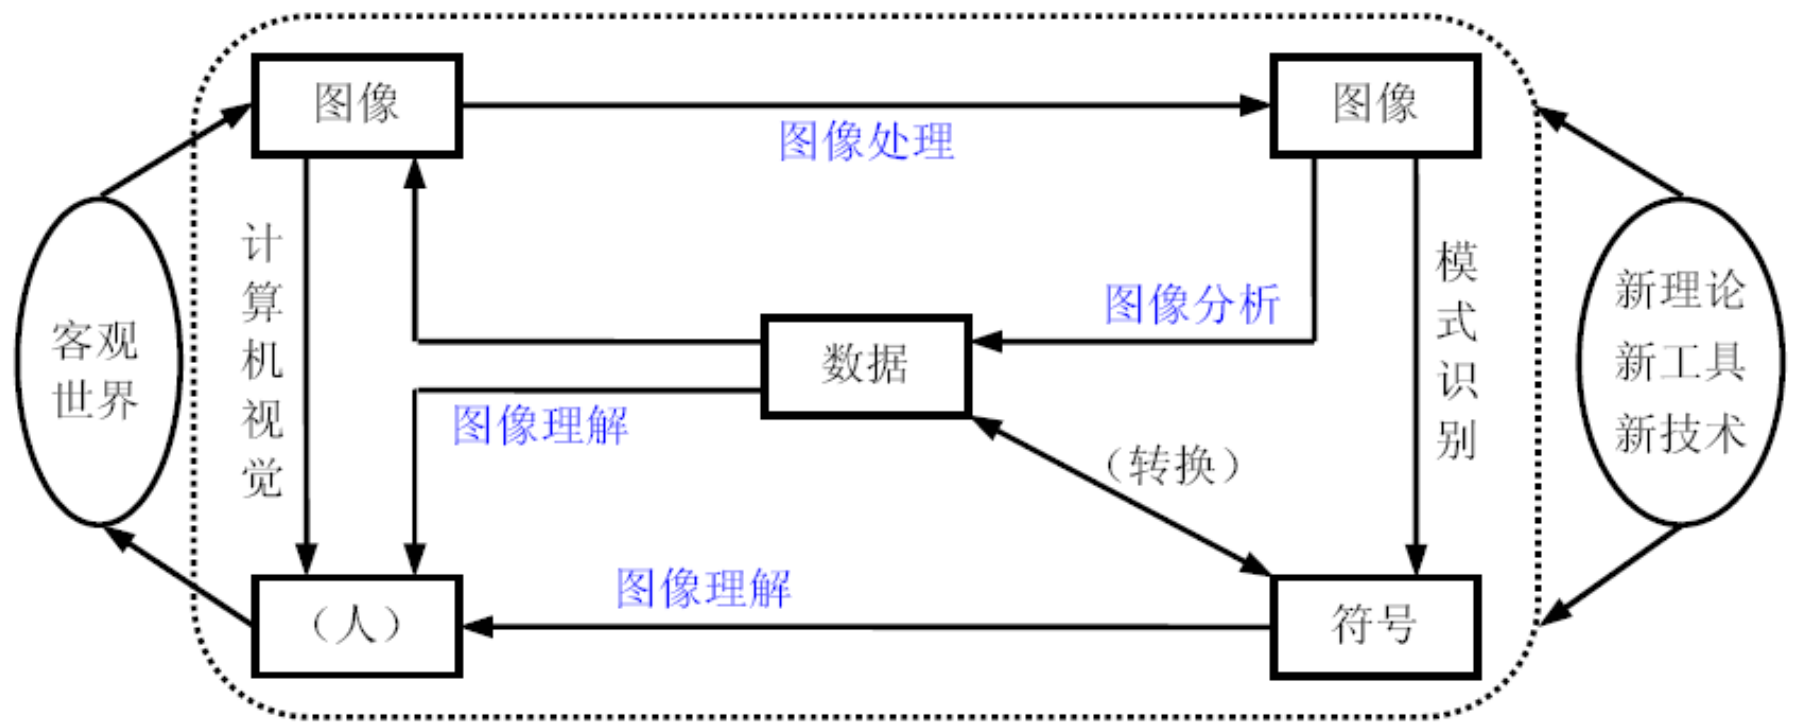 图像
图像
图像处理
计算机视觉
图像分析
模式识别
客观
世界
数据
新理论
新工具
新技术
图像理解
（转换）
图像理解
（人）
符号